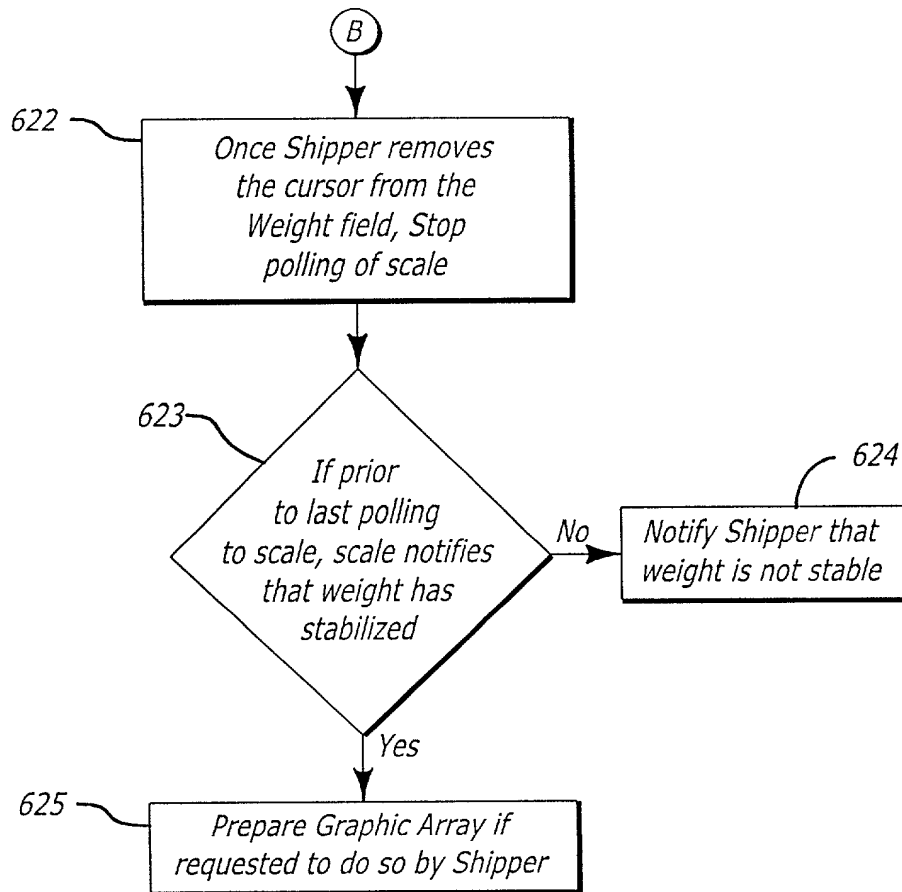 B
622
Once Shipper removes
the cursor from the
Weight field, Stop
polling of scale
623
If prior
to last polling
to scale, scale notifies
that weight has
stabilized
No
624
Notify Shipper that
weight is not stable
Yes
625
Prepare Graphic Array if
requested to do so by Shipper